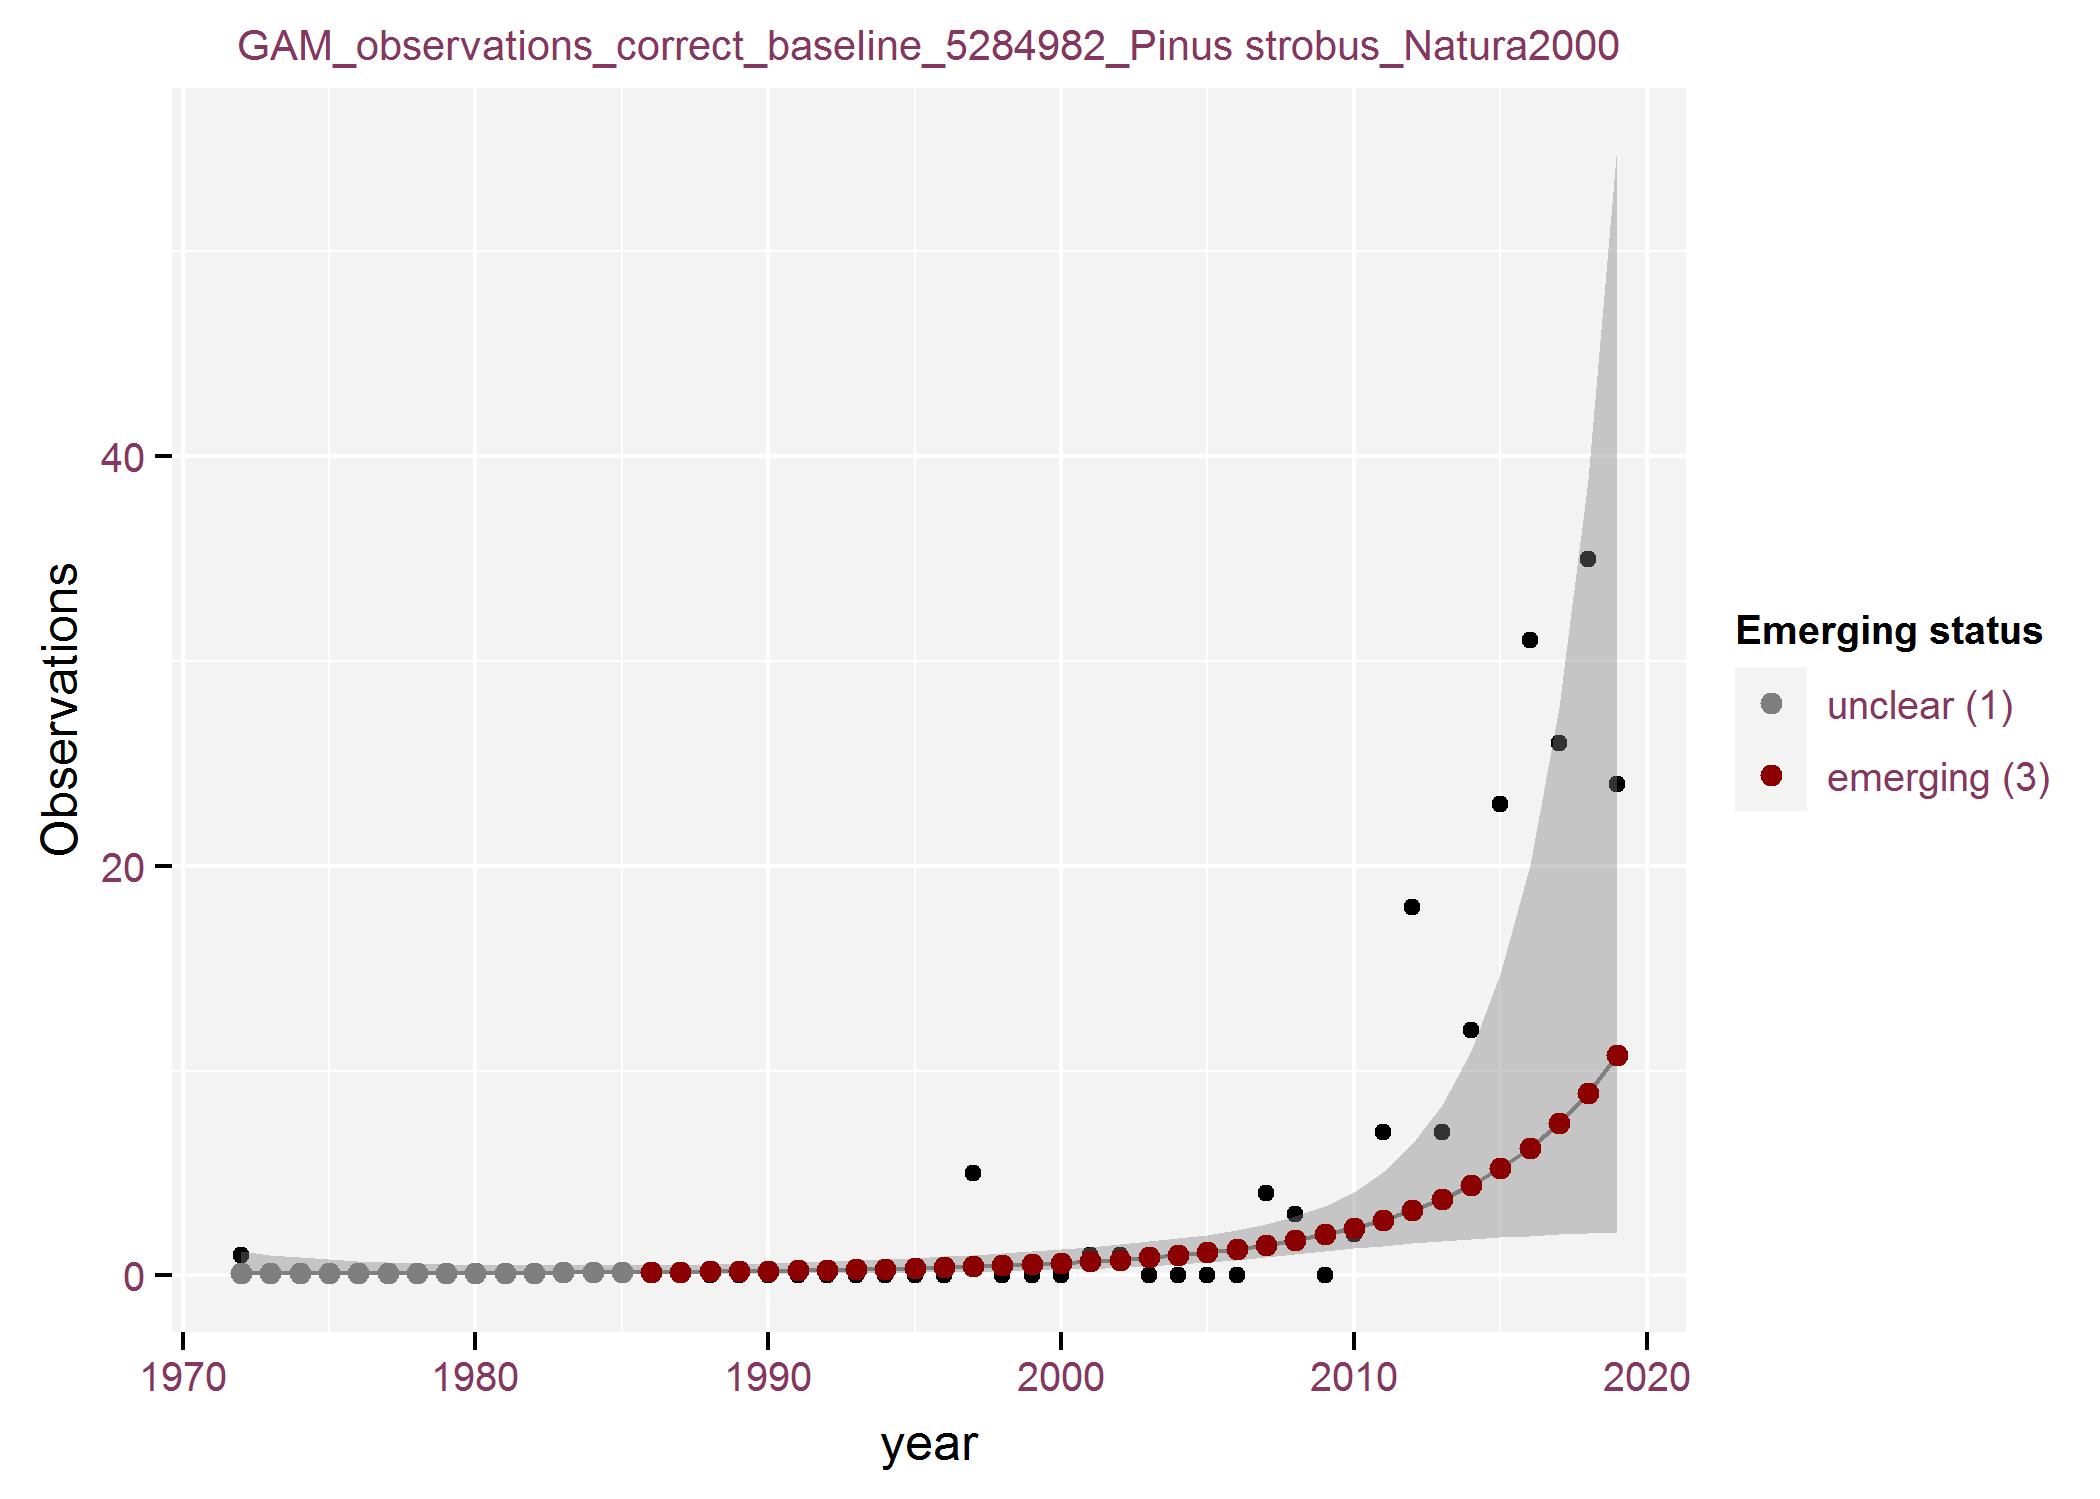 GAM_observations_correct_baseline_5284982_Pinus strobus_Natura2000
Observations
40
20
0
1970 1980 1990 2000 2010 2020
year
Emerging status
unclear (1)
emerging (3)